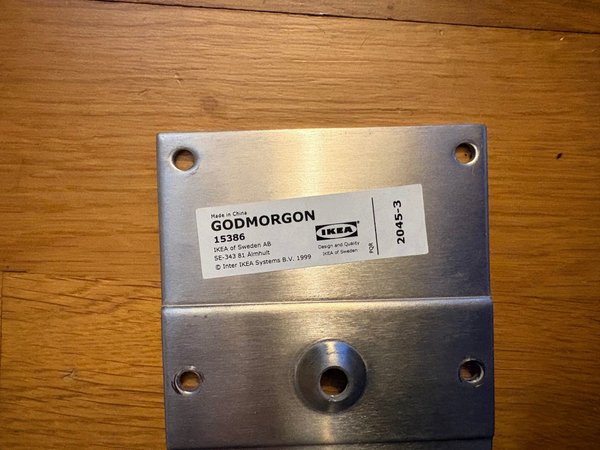 Made in China
GODMORGON
15386
IKEA of Sweden AB
SE-343 81 Älmhult
© Inter IKEA Systems B.V. 1999
IKEA
Design and Quality
IKEA of Sweden
PQR
2045-3